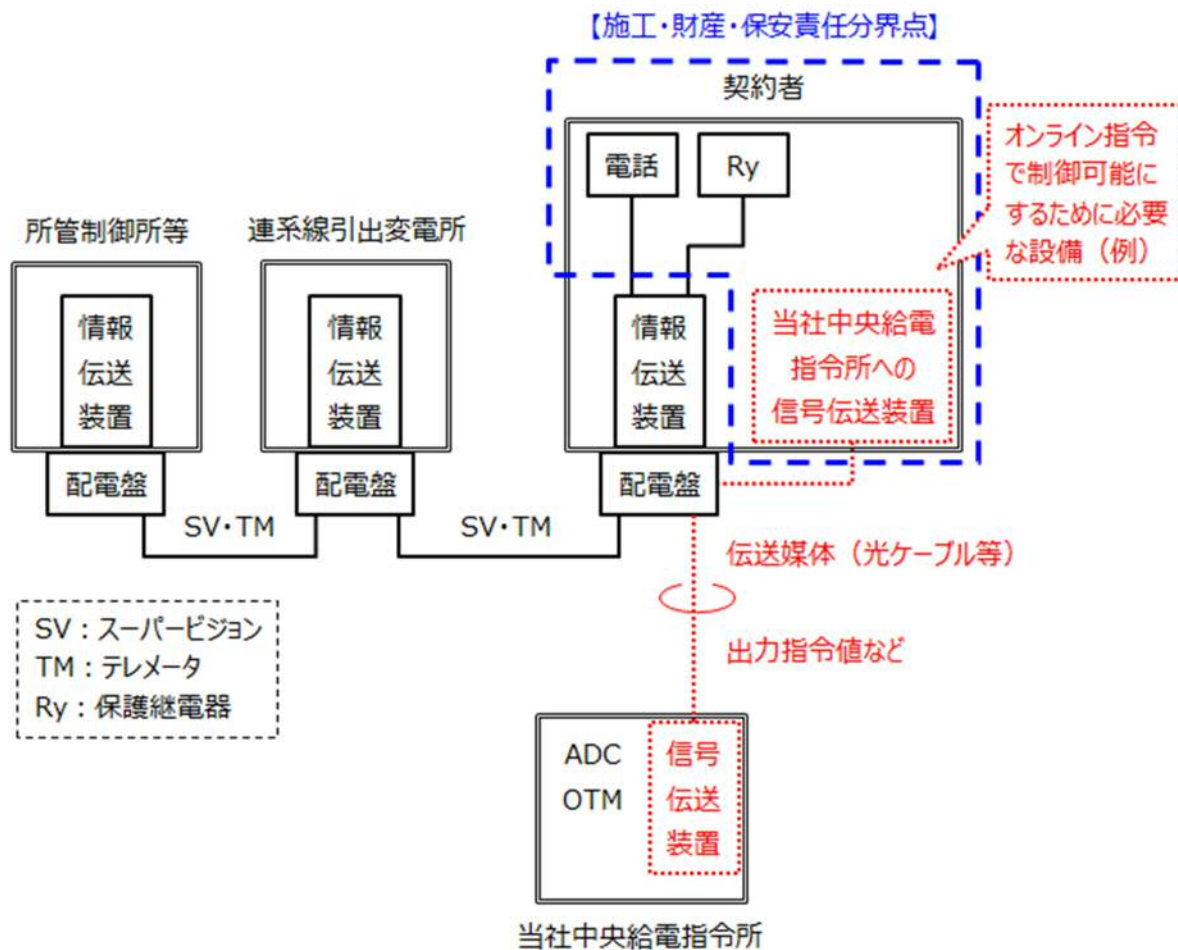 【施工・財産・保安責任分界点】
契約者
電話
Ry
オンライン指令
で制御可能に
するために必要
な設備（例）
所管制御所等
連系線引出変電所
情報
伝送
装置
情報
伝送
装置
情報
伝送
装置
当社中央給電
指令所への
信号伝送装置
配電盤
配電盤
配電盤
SV・TM
SV・TM
伝送媒体（光ケーブル等）
出力指令値など
SV：スーパービジョン
TM：テレメータ
Ry：保護継電器
ADC
OTM
信号
伝送
装置
当社中央給電指令所